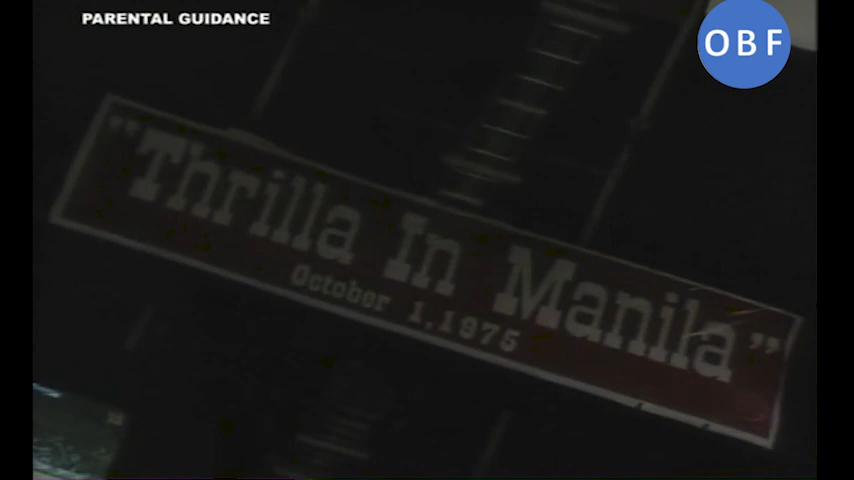 PARENTAL GUIDANCE
OBF
"Thrilla In Manila"
October 1, 1975